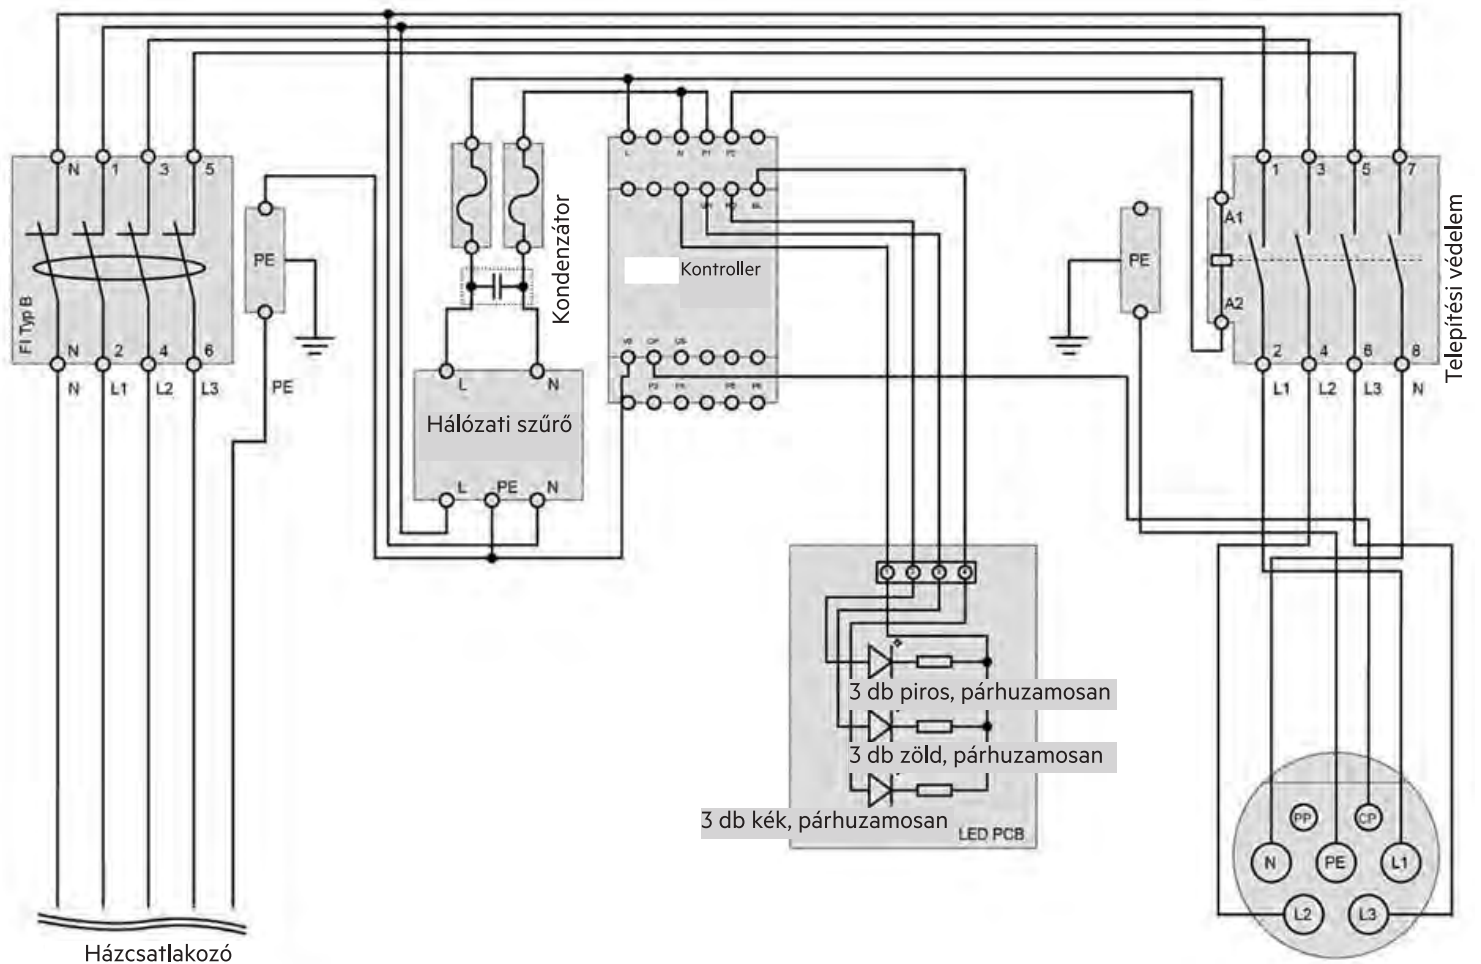 N 1 3 5
FI Typ B
N 2 4 6
N L1 L2 L3 PE
PE
Házcsatlakozó
Kondenzátor
L N
Hálózati szűrő
L PE N
L N P1
Kontroller
CP
PE
A1
A2
1 3 5 7
2 4 6 8
L1 L2 L3 N
Telepítési védelem
3 db piros, párhuzamosan
3 db zöld, párhuzamosan
3 db kék, párhuzamosan
LED PCB
PP CP
N PE L1
L2 L3